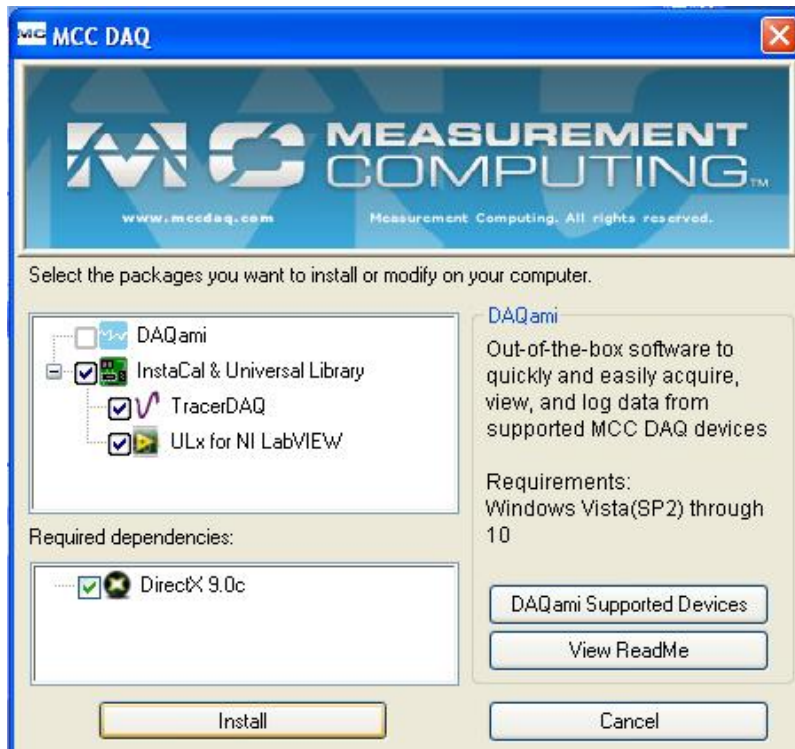 MCC DAQ
MEASUREMENT
COMPUTING™
www.mccdaq.com Measurement Computing. All rights reserved.
Select the packages you want to install or modify on your computer.
DAQami
InstaCal & Universal Library
TracerDAQ
ULx for NI LabVIEW
Required dependencies:
DirectX 9.0c
DAQami
Out-of-the-box software to
quickly and easily acquire,
view, and log data from
supported MCC DAQ devices
Requirements:
Windows Vista(SP2) through
10
DAQami Supported Devices
View ReadMe
Install
Cancel